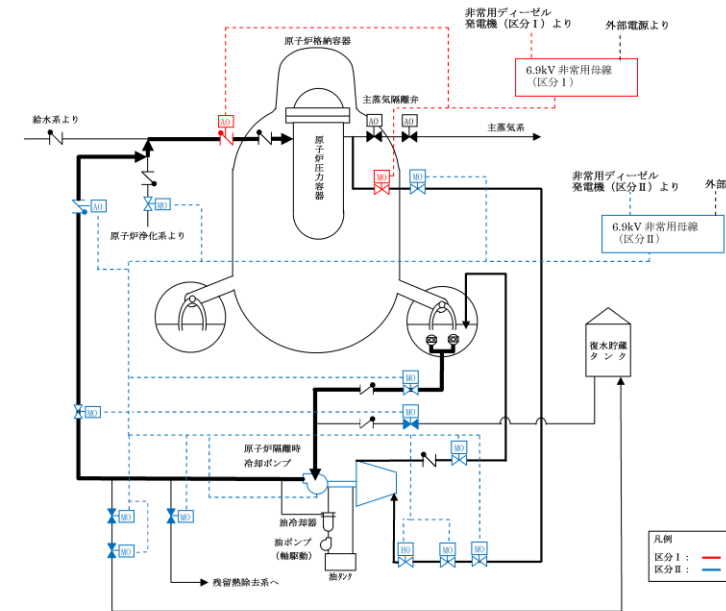 非常用ディーゼル
発電機(区分Ⅰ)より
外部電源より
原子炉格納容器
6.9kV 非常用母線
(区分Ⅰ)
主蒸気隔離弁
給水系より
AO
AO
AO
主蒸気系
原子炉圧力容器
MO
MO
非常用ディーゼル
発電機(区分Ⅱ)より
外部
AO
MO
6.9kV 非常用母線
(区分Ⅱ)
原子炉浄化系より
復水貯蔵
タンク
MO
MO
MO
原子炉隔離時
冷却ポンプ
MO
油冷却器
MO
MO
油ポンプ
(軸駆動)
凡例
区分Ⅰ:
区分Ⅱ:
MO
HO
MO
MO
油タンク
残留熱除去系へ